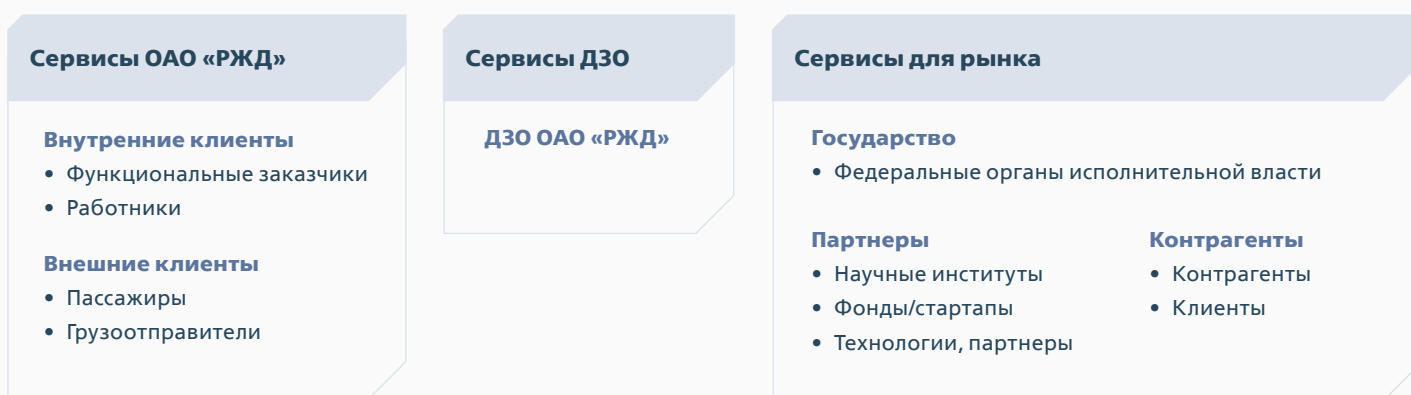 Сервисы ОАО «РЖД»
Внутренние клиенты
• Функциональные заказчики
• Работники
Внешние клиенты
• Пассажиры
• Грузоотправители
Сервисы ДЗО
ДЗО ОАО «РЖД»
Сервисы для рынка
Государство
• Федеральные органы исполнительной власти
Партнеры
• Научные институты
• Фонды/стартапы
• Технологии, партнеры
Контрагенты
• Контрагенты
• Клиенты